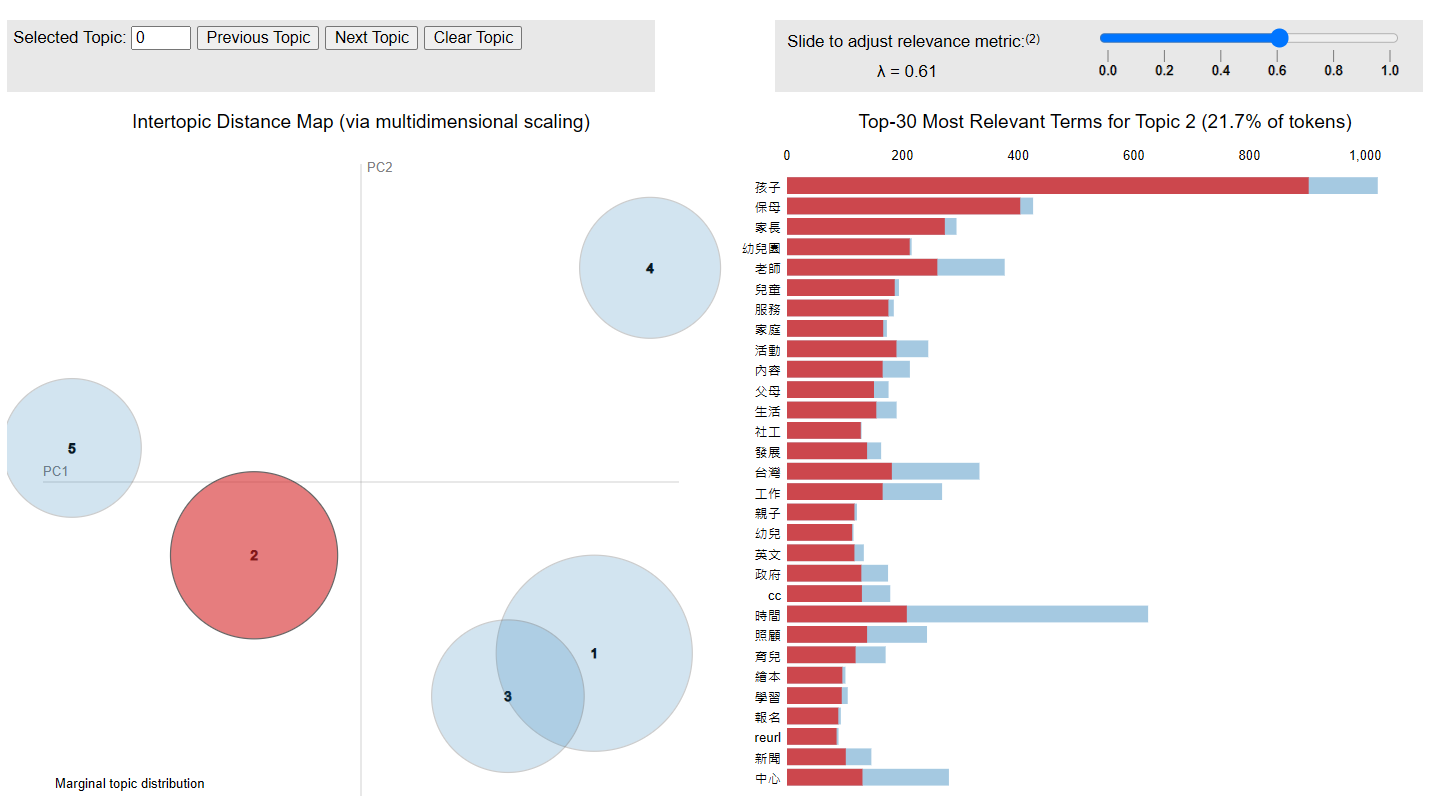 Selected Topic: 0 Previous Topic Next Topic Clear Topic
Slide to adjust relevance metric:(2)
λ = 0.61
0.0 0.2 0.4 0.6 0.8 1.0
Intertopic Distance Map (via multidimensional scaling)
PC2
4
5
PC1
2
1
3
Marginal topic distribution
Top-30 Most Relevant Terms for Topic 2 (21.7% of tokens)
0 200 400 600 800 1,000
孩子
保母
家長
幼兒園
老師
兒童
服務
家庭
活動
內容
父母
生活
社工
發展
台灣
工作
親子
幼兒
英文
政府
cc
時間
照顧
育兒
繪本
學習
報名
reurl
新聞
中心